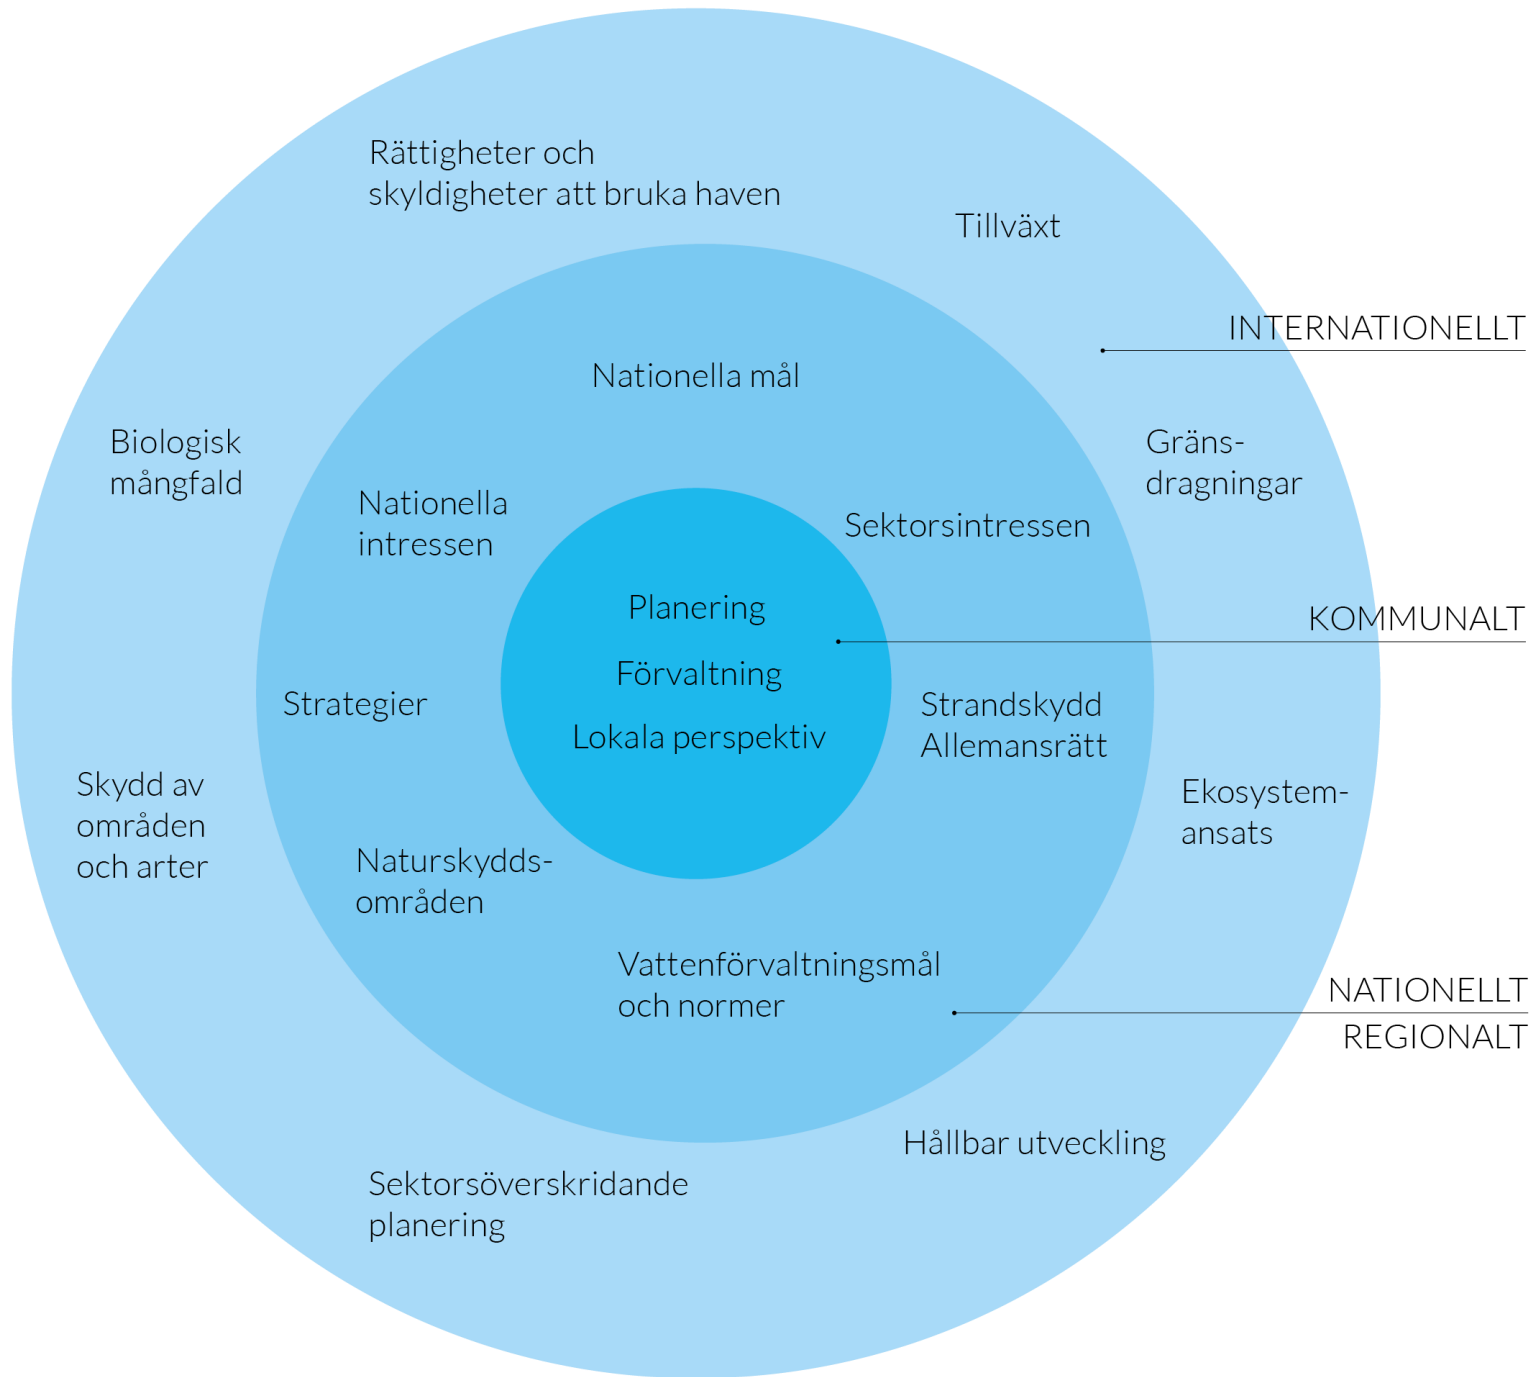 Rättigheter och
skyldigheter att bruka haven
Tillväxt
INTERNATIONELLT
Nationella mål
Biologisk
mångfald
Gräns-
dragningar
Nationella
intressen
Sektorsintressen
Planering
KOMMUNALT
Förvaltning
Strategier
Lokala perspektiv
Strandskydd
Allemansrätt
Skydd av
områden
och arter
Ekosystem-
ansats
Naturskydds-
områden
Vattenförvaltningsmål
och normer
NATIONELLT
REGIONALT
Hållbar utveckling
Sektorsöverskridande
planering